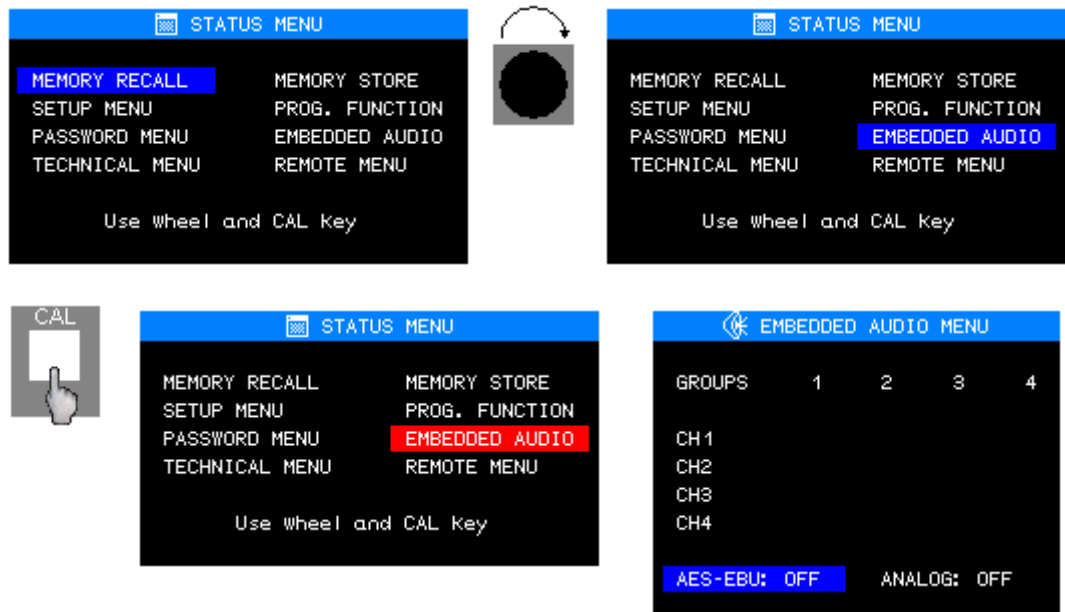 STATUS MENU
MEMORY RECALL MEMORY STORE
SETUP MENU PROG. FUNCTION
PASSWORD MENU EMBEDDED AUDIO
TECHNICAL MENU REMOTE MENU
Use Wheel and CAL Key
STATUS MENU
MEMORY RECALL MEMORY STORE
SETUP MENU PROG. FUNCTION
PASSWORD MENU EMBEDDED AUDIO
TECHNICAL MENU REMOTE MENU
Use Wheel and CAL Key
CAL
STATUS MENU
MEMORY RECALL MEMORY STORE
SETUP MENU PROG. FUNCTION
PASSWORD MENU EMBEDDED AUDIO
TECHNICAL MENU REMOTE MENU
Use Wheel and CAL Key
EMBEDDED AUDIO MENU
GROUPS 1 2 3 4
CH1
CH2
CH3
CH4
AES-EBU: OFF ANALOG: OFF